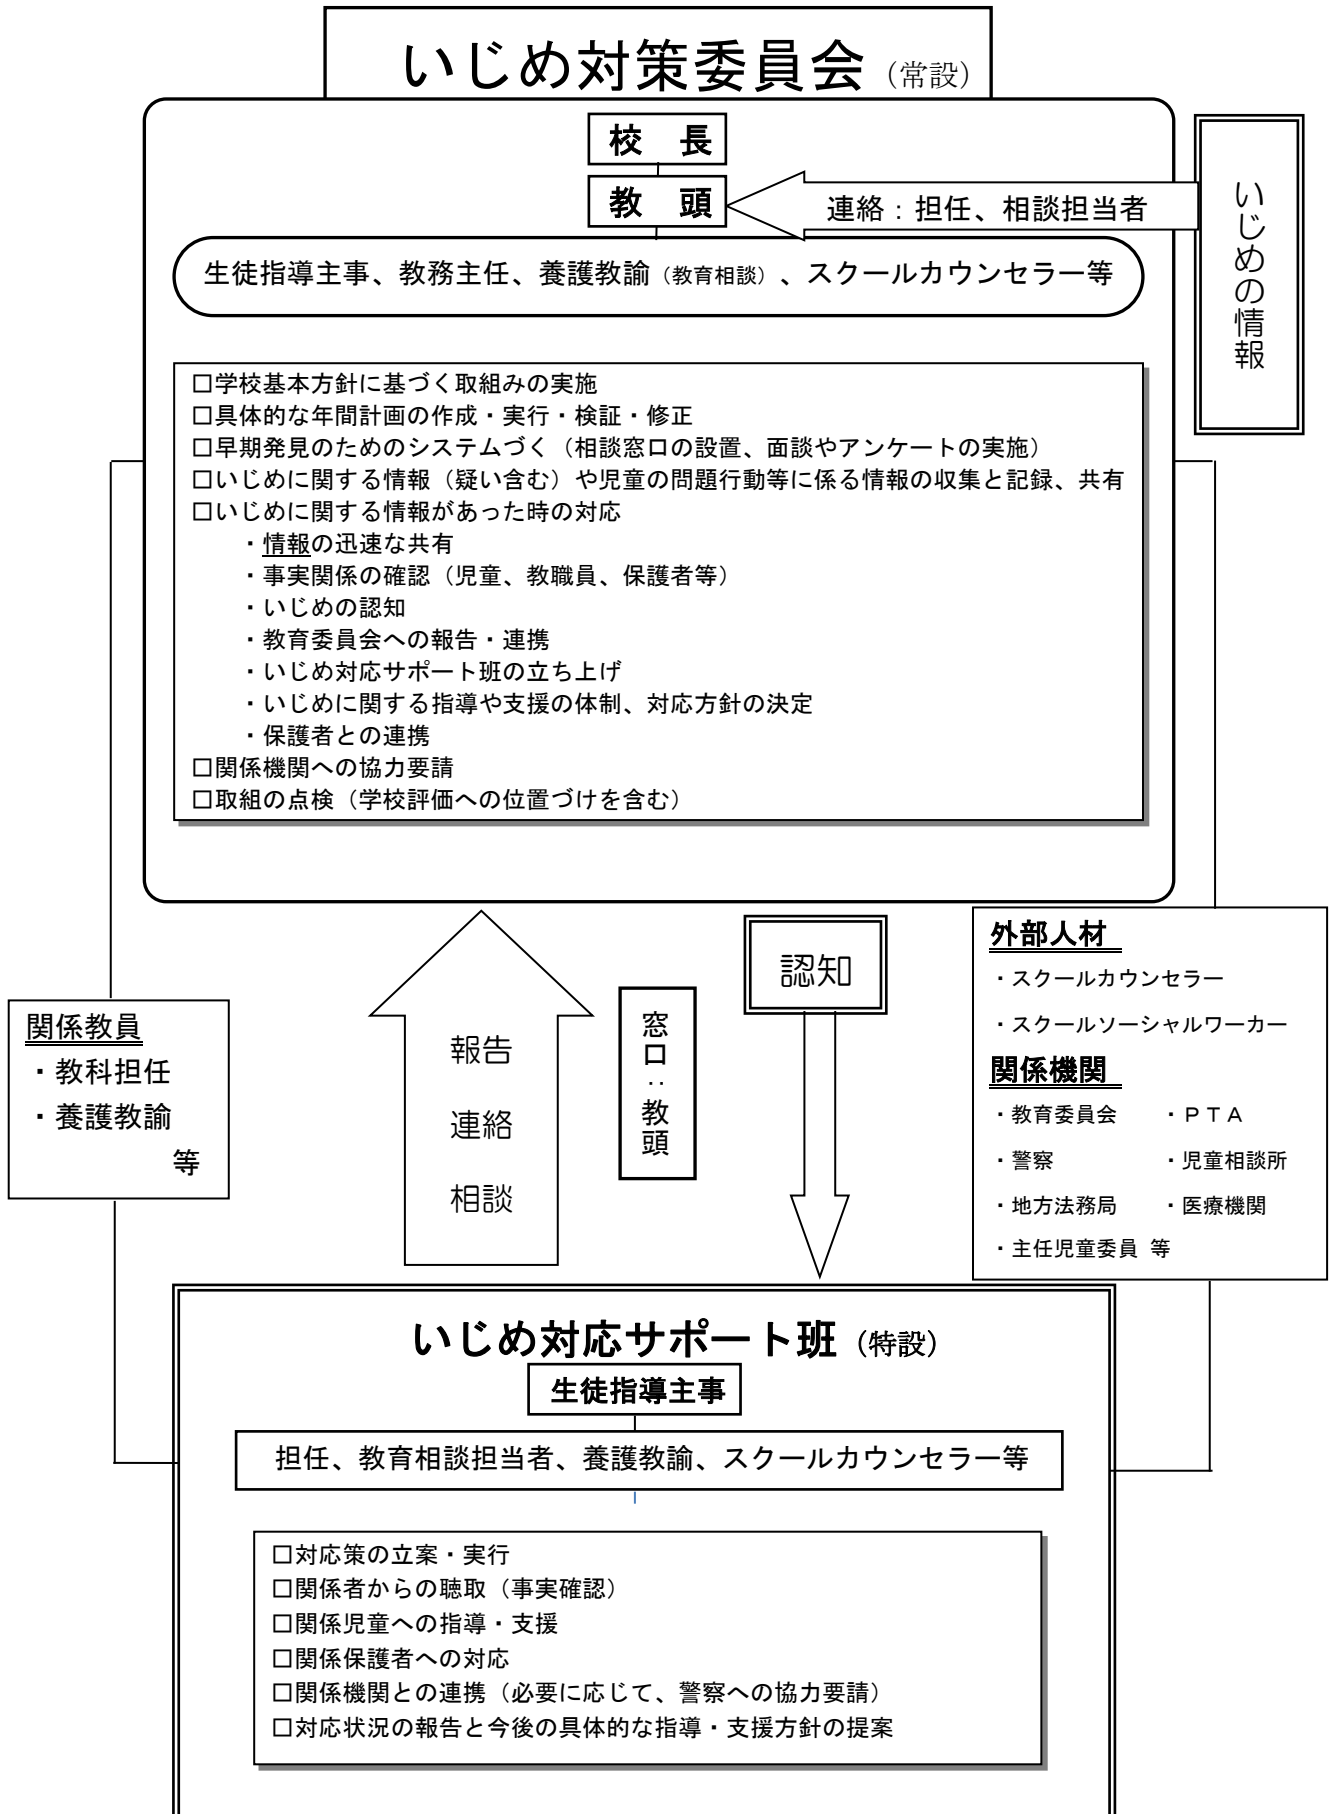 いじめ対策委員会（常設）
校　長
教　頭
連絡：担任、相談担当者
いじめの情報
生徒指導主事、教務主任、養護教諭（教育相談）、スクールカウンセラー等
□学校基本方針に基づく取組みの実施
□具体的な年間計画の作成・実行・検証・修正
□早期発見のためのシステムづく（相談窓口の設置、面談やアンケートの実施）
□いじめに関する情報（疑い含む）や児童の問題行動等に係る情報の収集と記録、共有
□いじめに関する情報があった時の対応
・情報の迅速な共有
・事実関係の確認（児童、教職員、保護者等）
・いじめの認知
・教育委員会への報告・連携
・いじめ対応サポート班の立ち上げ
・いじめに関する指導や支援の体制、対応方針の決定
・保護者との連携
□関係機関への協力要請
□取組の点検（学校評価への位置づけを含む）
関係教員
・教科担任
・養護教諭
等
報告
連絡
相談
窓口：教頭
認知
外部人材
・スクールカウンセラー
・スクールソーシャルワーカー
関係機関
・教育委員会　・ＰＴＡ
・警察　・児童相談所
・地方法務局　・医療機関
・主任児童委員 等
いじめ対応サポート班（特設）
生徒指導主事
担任、教育相談担当者、養護教諭、スクールカウンセラー等
□対応策の立案・実行
□関係者からの聴取（事実確認）
□関係児童への指導・支援
□関係保護者への対応
□関係機関との連携（必要に応じて、警察への協力要請）
□対応状況の報告と今後の具体的な指導・支援方針の提案